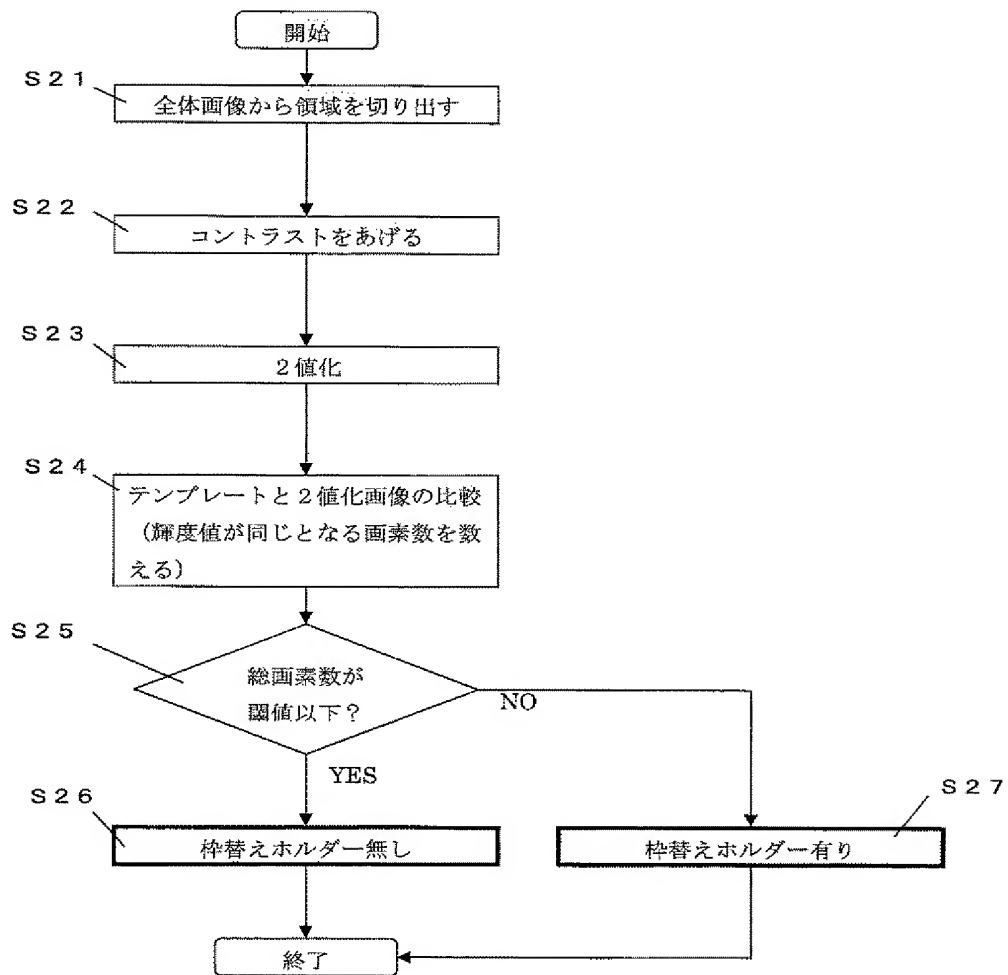 開始
S21
全体画像から領域を切り出す
S22
コントラストをあげる
S23
2値化
S24
テンプレートと2値化画像の比較
(輝度値が同じとなる画素数を数
える)
S25
総画素数が
閾値以下?
NO
YES
S26
枠替えホルダー無し
S27
枠替えホルダー有り
終了